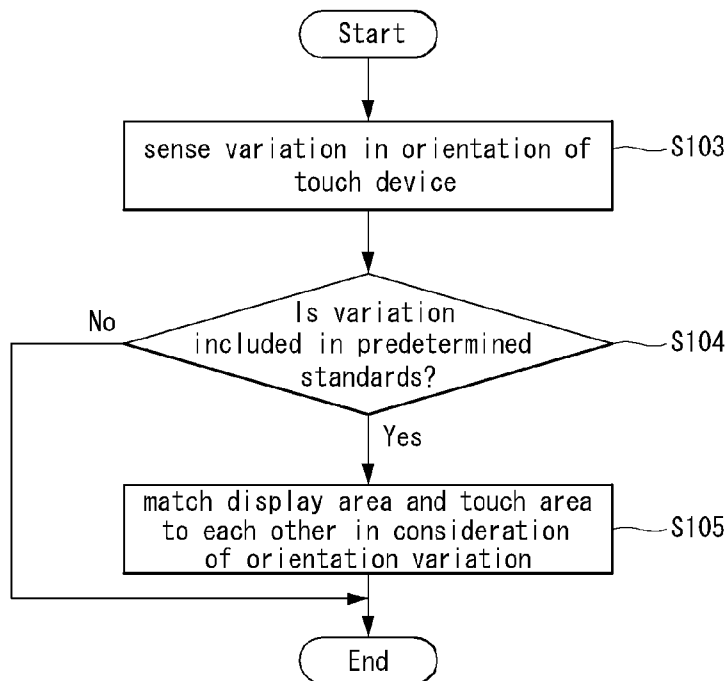 Start
sense variation in orientation of
touch device
S103
Is variation
included in predetermined
standards?
S104
No
Yes
match display area and touch area
to each other in consideration
of orientation variation
S105
End